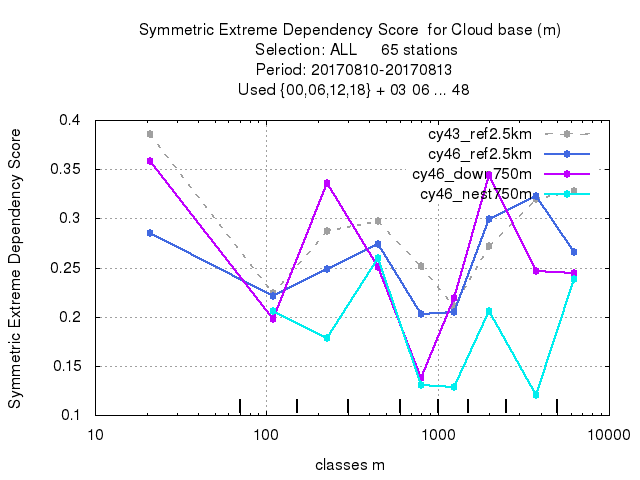 Symmetric Extreme Dependency Score  for Cloud base (m)
Selection: ALL     65 stations
Period: 20170810-20170813
Used {00,06,12,18} + 03 06 ... 48
Symmetric Extreme Dependency Score
0.4
0.35
0.3
0.25
0.2
0.15
0.1
cy43_ref2.5km
cy46_ref2.5km
cy46_down750m
cy46_nest750m
10 100 1000 10000
classes m